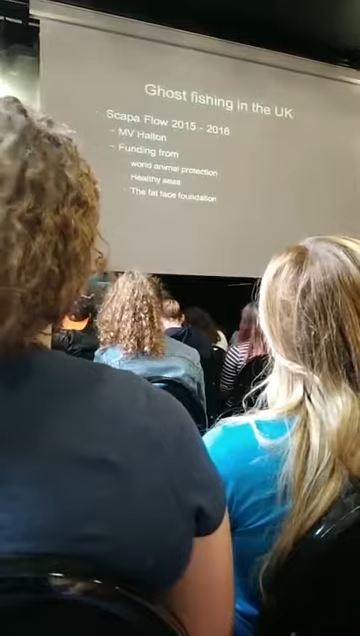 Ghost fishing in the UK
Scapa Flow 2015 - 2016
- MV Halton
- Funding from
world animal protection
Healthy seas
The fat face foundation